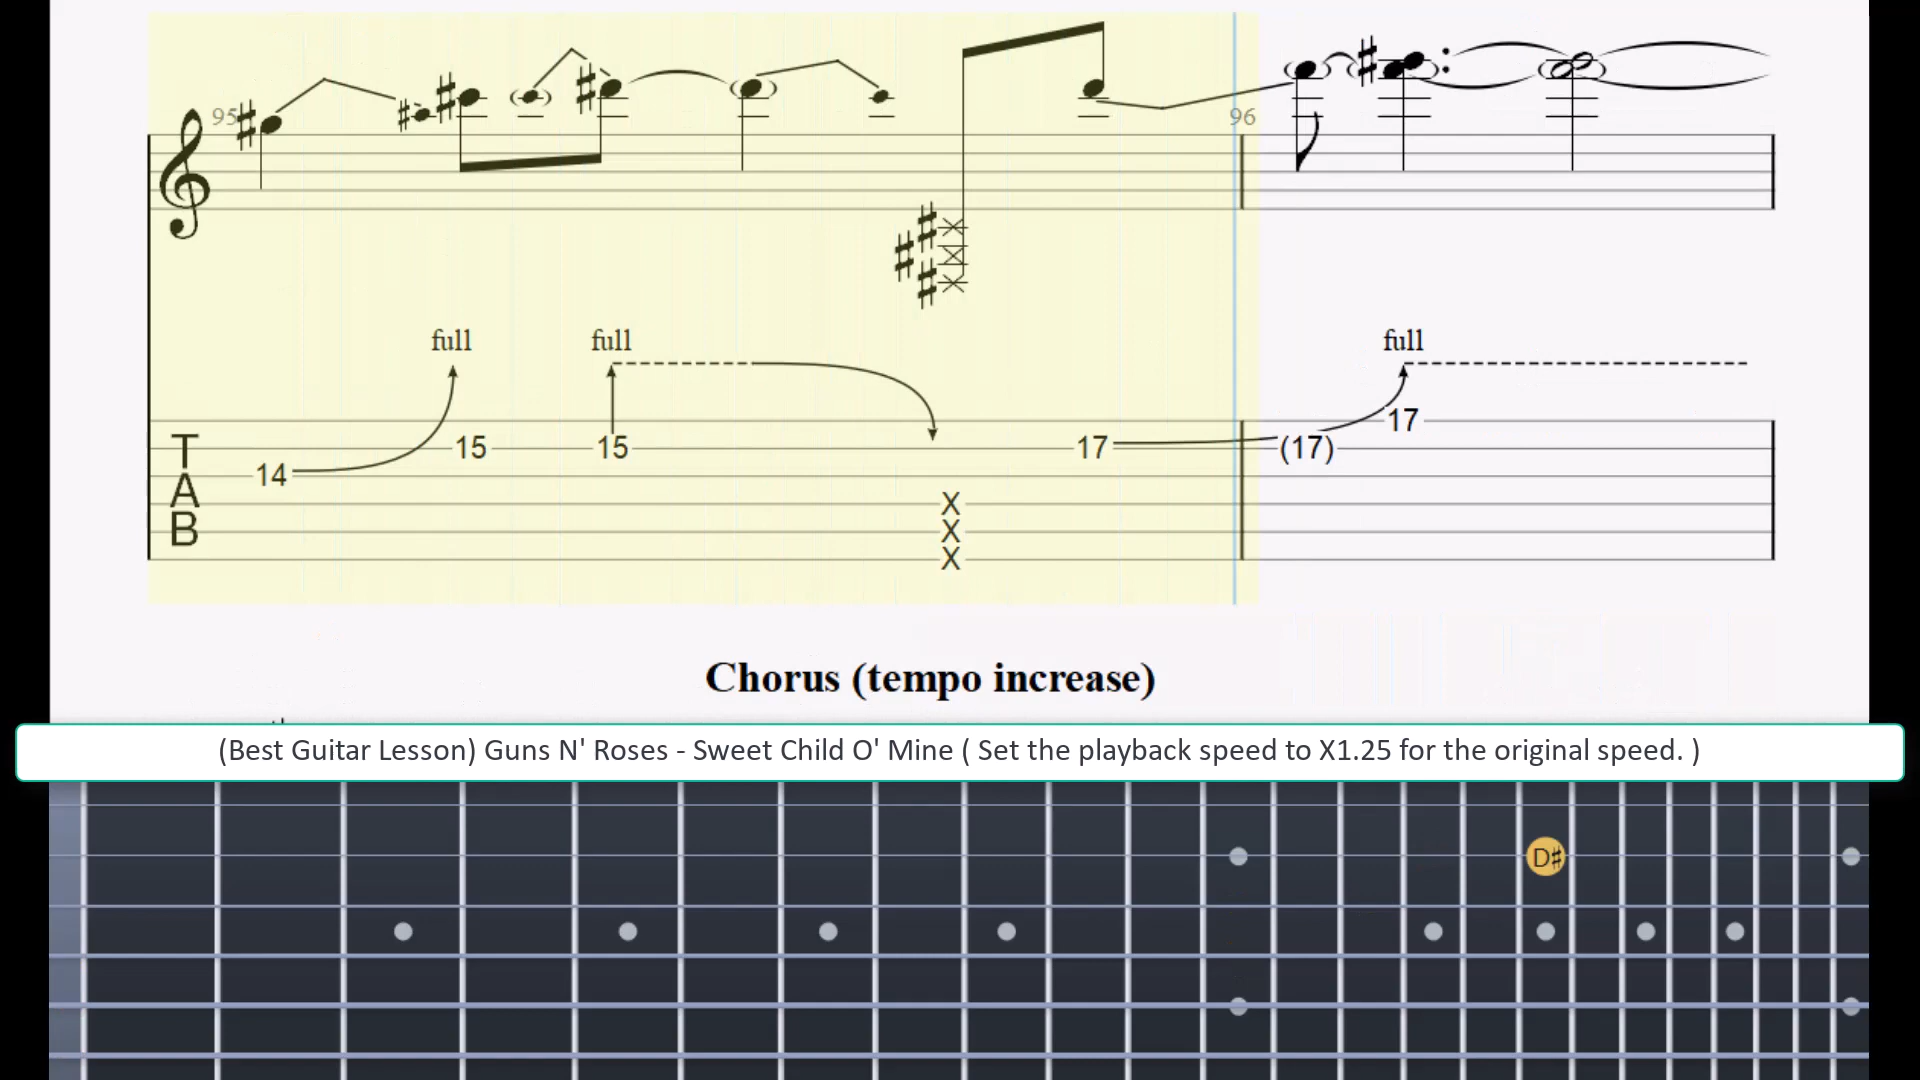 95
96
full full full
T
A
B
14 15 15 17 (17) 17
X
X
X
Chorus (tempo increase)
(Best Guitar Lesson) Guns N' Roses - Sweet Child O' Mine ( Set the playback speed to X1.25 for the original speed. )
D♯